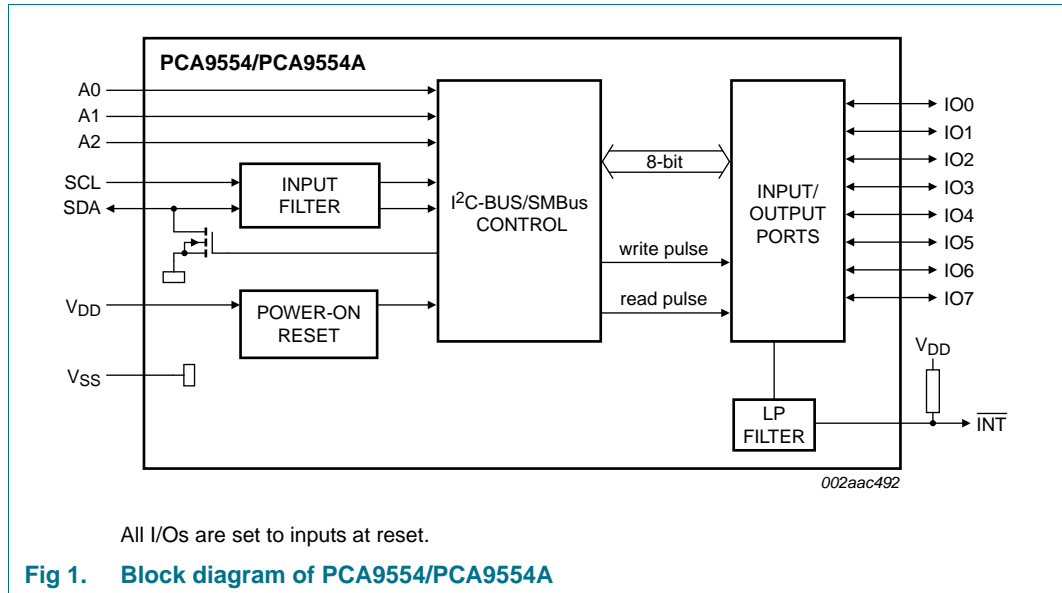 PCA9554/PCA9554A
A0
A1
A2
SCL
SDA
VDD
VSS
INPUT
FILTER
POWER-ON
RESET
I2C-BUS/SMBus
CONTROL
8-bit
write pulse
read pulse
INPUT/
OUTPUT
PORTS
LP
FILTER
IO0
IO1
IO2
IO3
IO4
IO5
IO6
IO7
VDD
INT
002aac492
All I/Os are set to inputs at reset.
Fig 1. Block diagram of PCA9554/PCA9554A